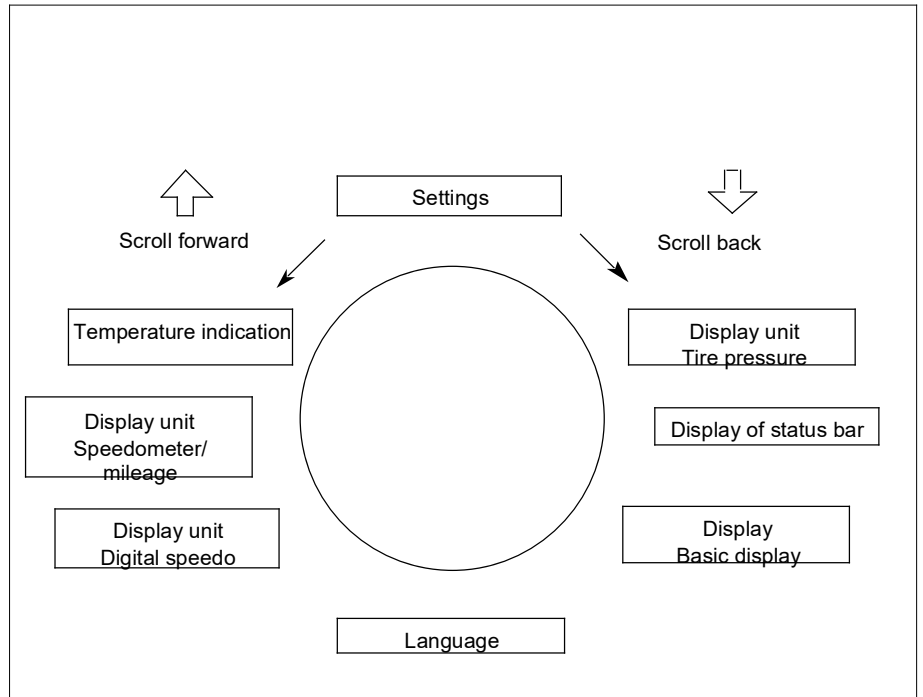 Settings
Scroll forward
Scroll back
Temperature indication
Display unit
Tire pressure
Display unit
Speedometer/
mileage
Display of status bar
Display unit
Digital speedo
Display
Basic display
Language